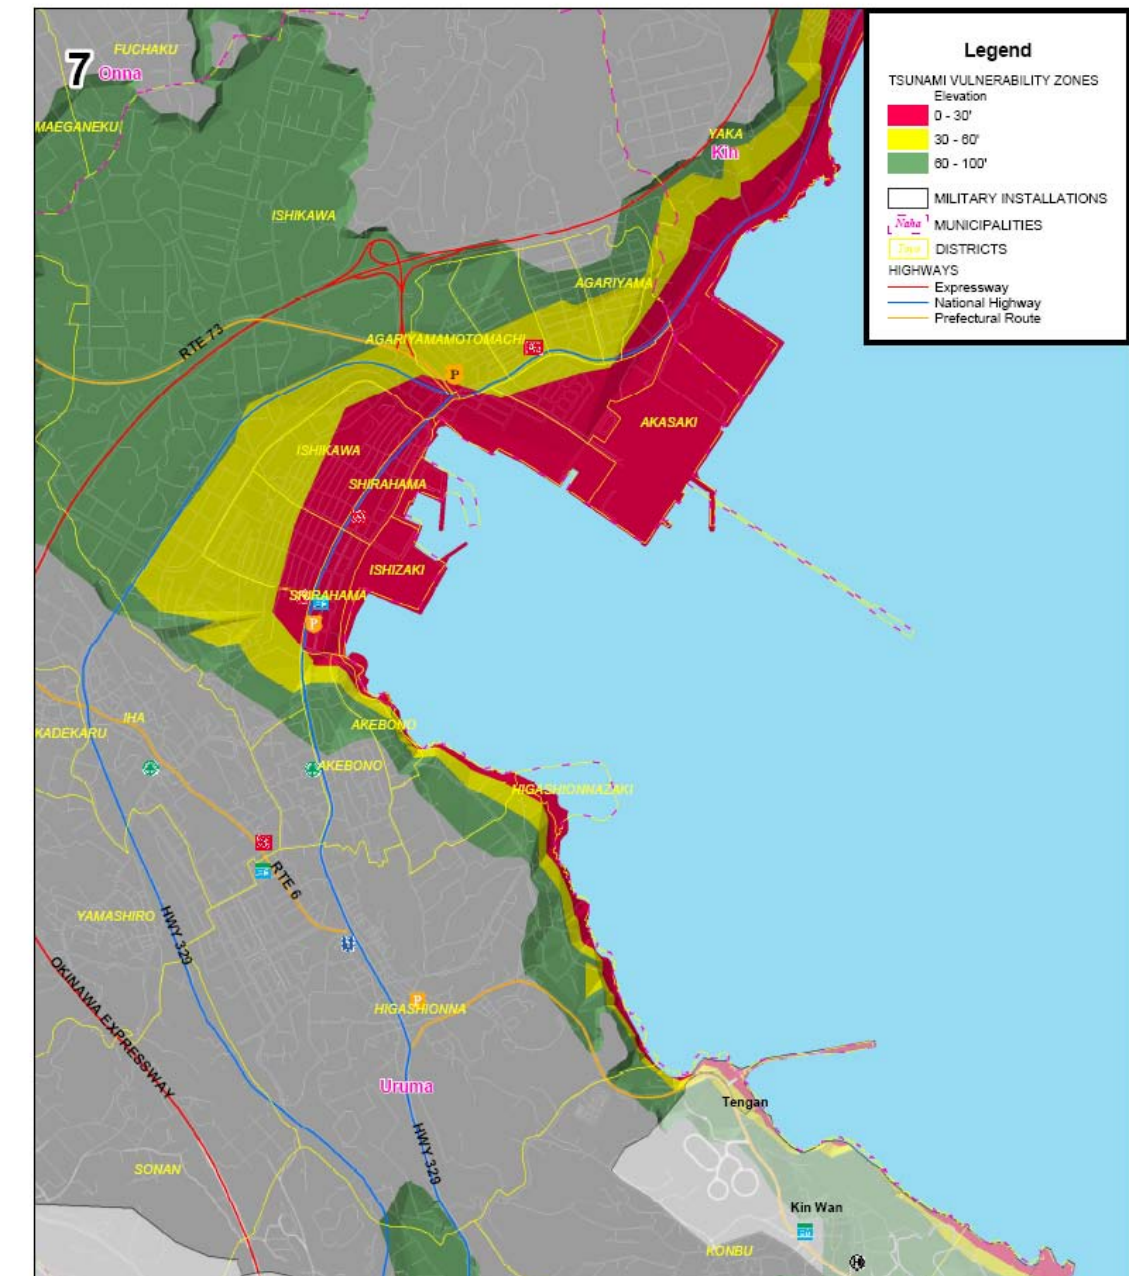 7
FUCHAKU
Onna
MAEGANEKU
ISHIKAWA
YAKA
Kin
Legend
TSUNAMI VULNERABILITY ZONES
Elevation
0 - 30'
30 - 60'
60 - 100'
MILITARY INSTALLATIONS
Naha MUNICIPALITIES
DISTRICTS
HIGHWAYS
Expressway
National Highway
Prefectural Route
AGARIYAMA
RTE 73
AGARIYAMAMOTOMACHI
P
AKASAKI
ISHIKAWA
SHIRAHAMA
ISHIZAKI
SHIRAHAMA
P
AKEBONO
IHA
KADEKARU
AKEBONO
HIGASHIONNAZAKI
RTE 6
YAMASHIRO
HWY 329
OKINAWA EXPRESSWAY
P
HIGASHIONNA
Uruma
Tengan
HWY 329
SONAN
Kin Wan
KONBU
H